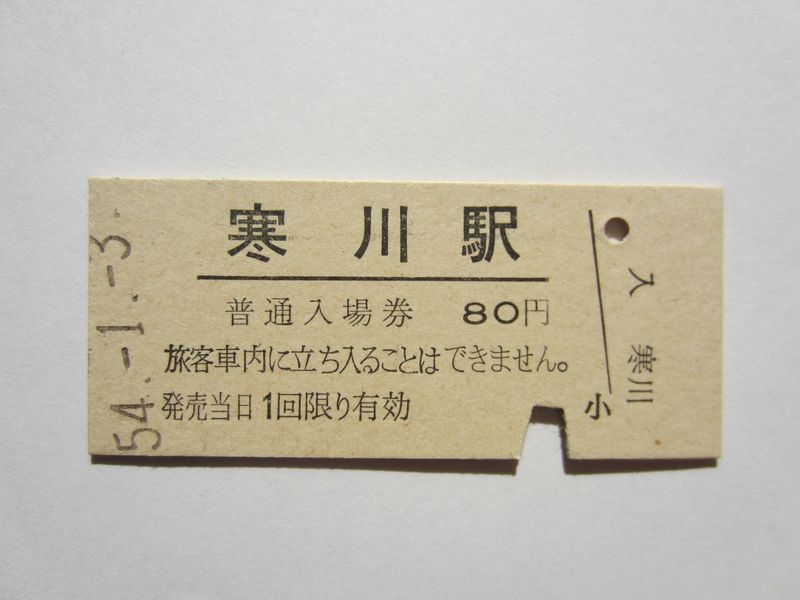 寒川駅
普通入場券 80円
旅客車内に立ち入ることはできません。
発売当日1回限り有効
54.-1.-3.
小
入 寒川